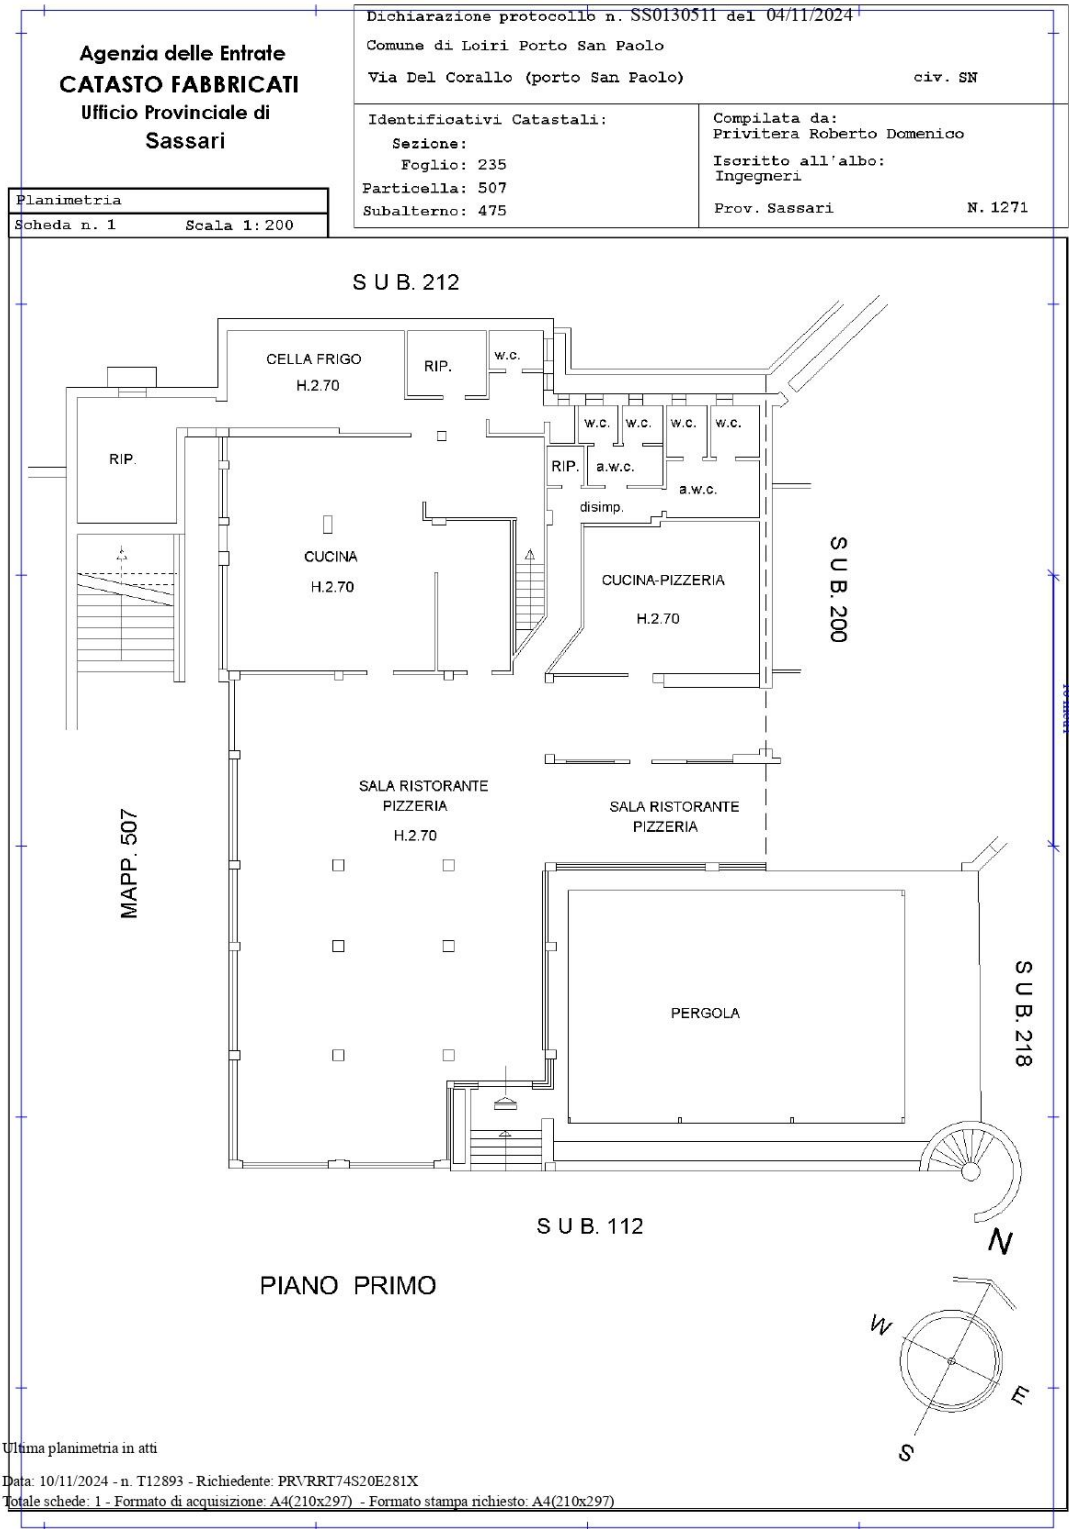 Dichiarazione protocollo n. SS0130511 del 04/11/2024
Comune di Loiri Porto San Paolo
Via Del Corallo (porto San Paolo) civ. SN
Agenzia delle Entrate
CATASTO FABBRICATI
Ufficio Provinciale di
Sassari
Identificativi Catastali:
Sezione:
Foglio: 235
Particella: 507
Subalterno: 475
Compilata da:
Privitera Roberto Domenico
Iscritto all'albo:
Ingegneri
Prov. Sassari N. 1271
Planimetria
Scheda n. 1 Scala 1:200
SUB. 212
CELLA FRIGO
H.2.70
RIP.
w.c.
w.c.
w.c.
w.c.
w.c.
RIP.
RIP.
a.w.c.
a.w.c.
disimp.
CUCINA
H.2.70
CUCINA-PIZZERIA
H.2.70
SUB. 200
SALA RISTORANTE
PIZZERIA
H.2.70
SALA RISTORANTE
PIZZERIA
MAPP. 507
PERGOLA
SUB. 218
SUB. 112
PIANO PRIMO
N
W
E
S
Ultima planimetria in atti
Data: 10/11/2024 - n. T12893 - Richiedente: PRVRRT74S20E281X
Totale schede: 1 - Formato di acquisizione: A4(210x297) - Formato stampa richiesto: A4(210x297)